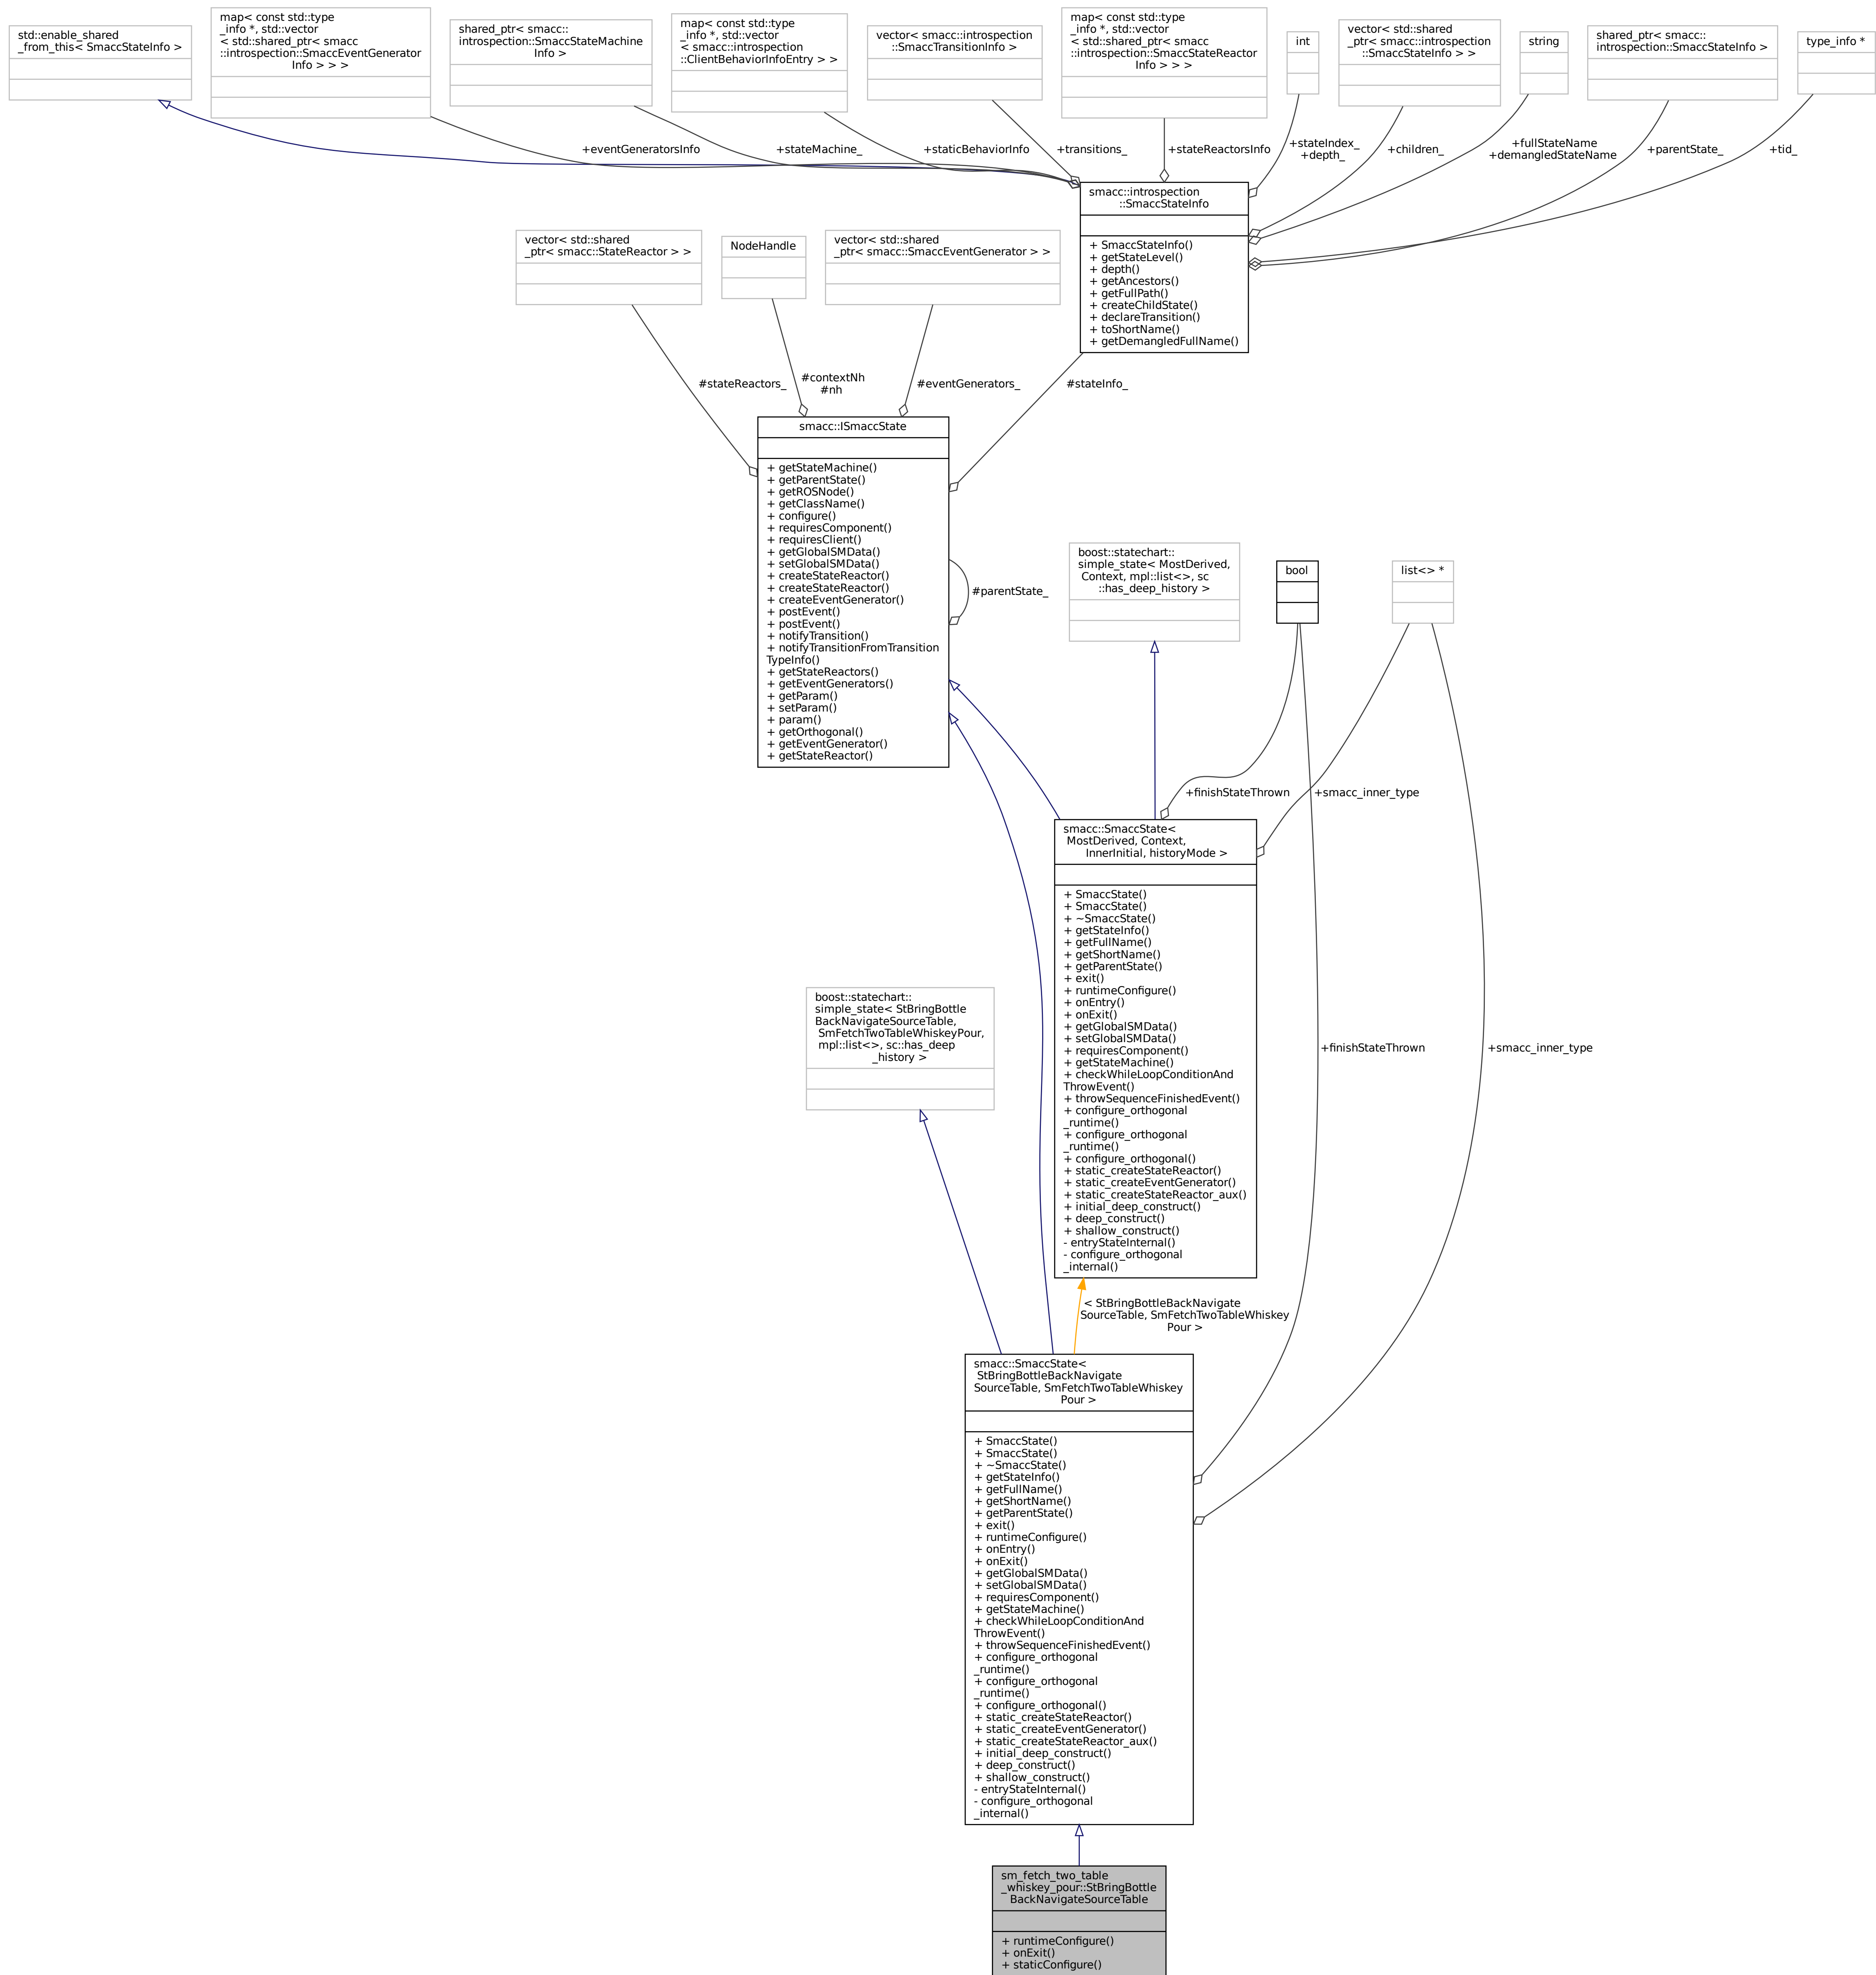 std::enable_shared
_from_this< SmaccStateInfo >
map< const std::type
_info *, std::vector
< std::shared_ptr< smacc
::introspection::SmaccEventGenerator
Info > > >
shared_ptr< smacc::
introspection::SmaccStateMachine
Info >
map< const std::type
_info *, std::vector
< smacc::introspection
::ClientBehaviorInfoEntry > >
vector< smacc::introspection
::SmaccTransitionInfo >
map< const std::type
_info *, std::vector
< std::shared_ptr< smacc
::introspection::SmaccStateReactor
Info > > >
int
vector< std::shared
_ptr< smacc::introspection
::SmaccStateInfo > >
string
shared_ptr< smacc::
introspection::SmaccStateInfo >
type_info *
+eventGeneratorsInfo
+stateMachine_
+staticBehaviorInfo
+transitions_
+stateReactorsInfo
+stateIndex_
+depth_
+children_
+fullStateName
+demangledStateName
+parentState_
+tid_
smacc::introspection
::SmaccStateInfo
+ SmaccStateInfo()
+ getStateLevel()
+ depth()
+ getAncestors()
+ getFullPath()
+ createChildState()
+ declareTransition()
+ toShortName()
+ getDemangledFullName()
vector< std::shared
_ptr< smacc::StateReactor > >
NodeHandle
vector< std::shared
_ptr< smacc::SmaccEventGenerator > >
#stateReactors_
#contextNh
#nh
#eventGenerators_
#stateInfo_
smacc::ISmaccState
+ getStateMachine()
+ getParentState()
+ getROSNode()
+ getClassName()
+ configure()
+ requiresComponent()
+ requiresClient()
+ getGlobalSMData()
+ setGlobalSMData()
+ createStateReactor()
+ createStateReactor()
+ createEventGenerator()
+ postEvent()
+ postEvent()
+ notifyTransition()
+ notifyTransitionFromTransition
TypeInfo()
+ getStateReactors()
+ getEventGenerators()
+ getParam()
+ setParam()
+ param()
+ getOrthogonal()
+ getEventGenerator()
+ getStateReactor()
#parentState_
boost::statechart::
simple_state< MostDerived,
Context, mpl::list<>, sc
::has_deep_history >
bool
list<> *
+finishStateThrown
+smacc_inner_type
smacc::SmaccState<
MostDerived, Context,
InnerInitial, historyMode >
+ SmaccState()
+ SmaccState()
+ ~SmaccState()
+ getStateInfo()
+ getFullName()
+ getShortName()
+ getParentState()
+ exit()
+ runtimeConfigure()
+ onEntry()
+ onExit()
+ getGlobalSMData()
+ setGlobalSMData()
+ requiresComponent()
+ getStateMachine()
+ checkWhileLoopConditionAnd
ThrowEvent()
+ throwSequenceFinishedEvent()
+ configure_orthogonal
_runtime()
+ configure_orthogonal
_runtime()
+ configure_orthogonal()
+ static_createStateReactor()
+ static_createEventGenerator()
+ static_createStateReactor_aux()
+ initial_deep_construct()
+ deep_construct()
+ shallow_construct()
- entryStateInternal()
- configure_orthogonal
_internal()
boost::statechart::
simple_state< StBringBottle
BackNavigateSourceTable,
SmFetchTwoTableWhiskeyPour,
mpl::list<>, sc::has_deep
_history >
+finishStateThrown
+smacc_inner_type
< StBringBottleBackNavigate
SourceTable, SmFetchTwoTableWhiskey
Pour >
smacc::SmaccState<
StBringBottleBackNavigate
SourceTable, SmFetchTwoTableWhiskey
Pour >
+ SmaccState()
+ SmaccState()
+ ~SmaccState()
+ getStateInfo()
+ getFullName()
+ getShortName()
+ getParentState()
+ exit()
+ runtimeConfigure()
+ onEntry()
+ onExit()
+ getGlobalSMData()
+ setGlobalSMData()
+ requiresComponent()
+ getStateMachine()
+ checkWhileLoopConditionAnd
ThrowEvent()
+ throwSequenceFinishedEvent()
+ configure_orthogonal
_runtime()
+ configure_orthogonal
_runtime()
+ configure_orthogonal()
+ static_createStateReactor()
+ static_createEventGenerator()
+ static_createStateReactor_aux()
+ initial_deep_construct()
+ deep_construct()
+ shallow_construct()
- entryStateInternal()
- configure_orthogonal
_internal()
sm_fetch_two_table
_whiskey_pour::StBringBottle
BackNavigateSourceTable
+ runtimeConfigure()
+ onExit()
+ staticConfigure()